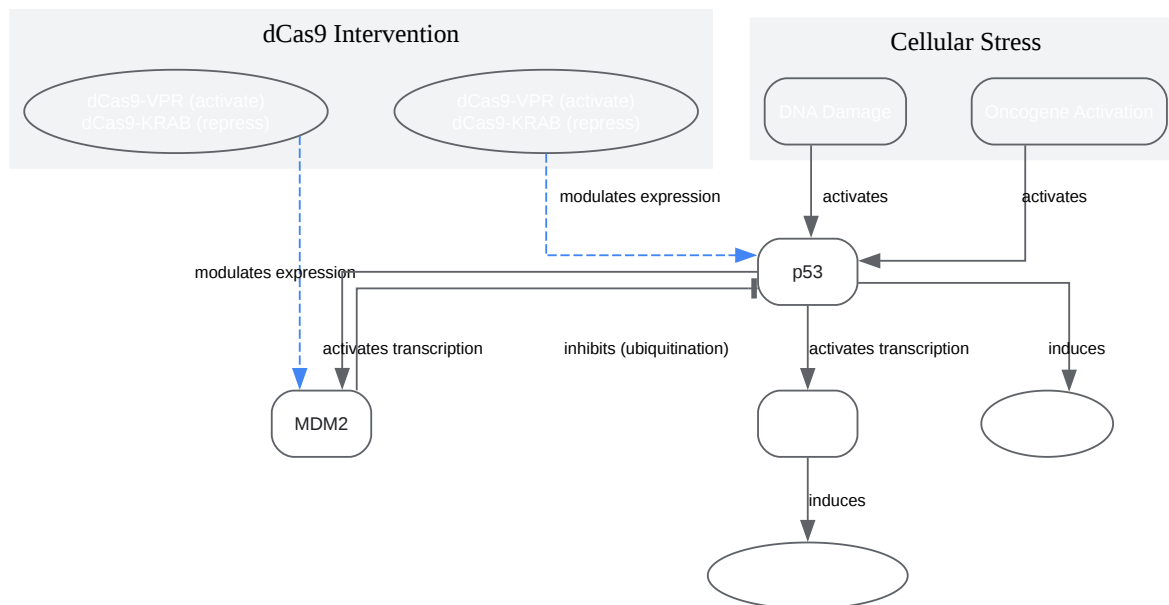 dCas9 Intervention
Cellular Stress
dCas9-VPR (activate)
dCas9-KRAB (repress)
dCas9-VPR (activate)
dCas9-KRAB (repress)
DNA Damage
Oncogene Activation
modulates expression
activates
activates
p53
modulates expression
activates transcription
inhibits (ubiquitination)
activates transcription
induces
MDM2
induces